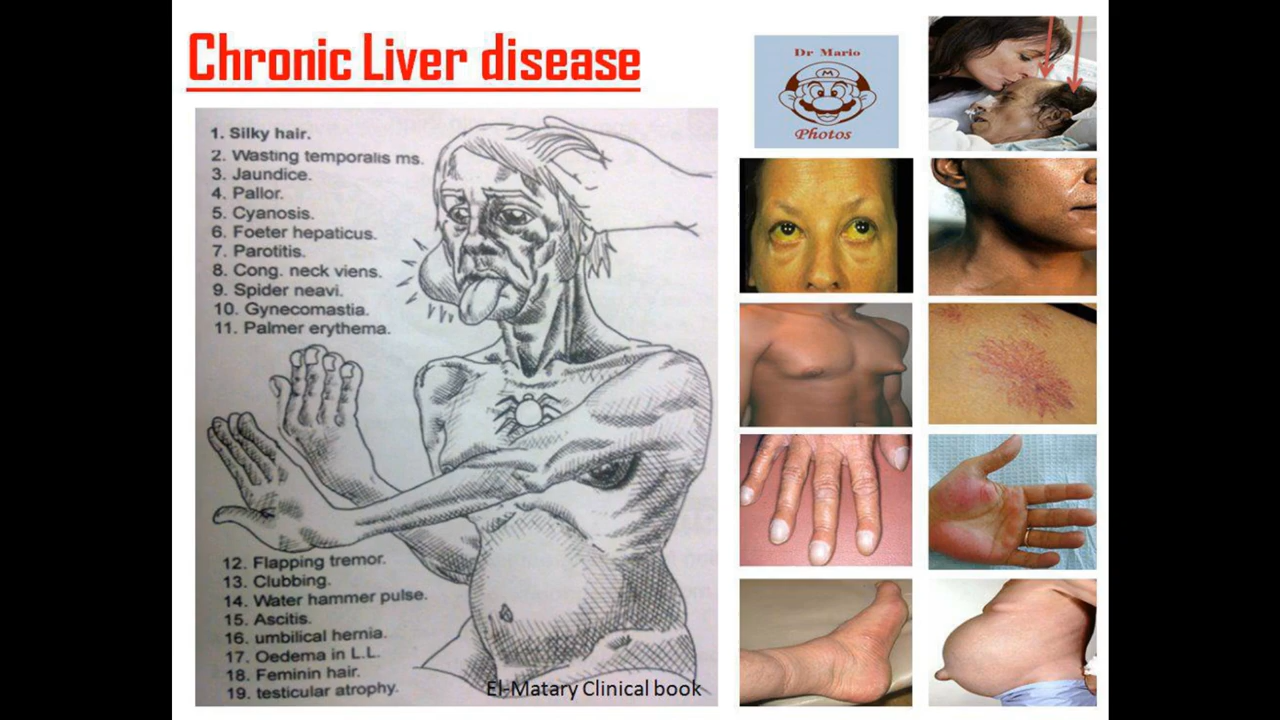 Chronic Liver disease
1. Silky hair.
2. Wasting temporalis ms.
3. Jaundice.
4. Pallor.
5. Cyanosis.
6. Foeter hepaticus.
7. Parotitis.
8. Cong. neck viens.
9. Spider neavi.
10. Gynecomastia.
11. Palmer erythema.
12. Flapping tremor.
13. Clubbing.
14. Water hammer pulse.
15. Ascitis.
16. umbilical hernia.
17. Oedema in L.L.
18. Feminin hair.
19. testicular atrophy.
El-Matary Clinical book
Dr Mario
M
Photos